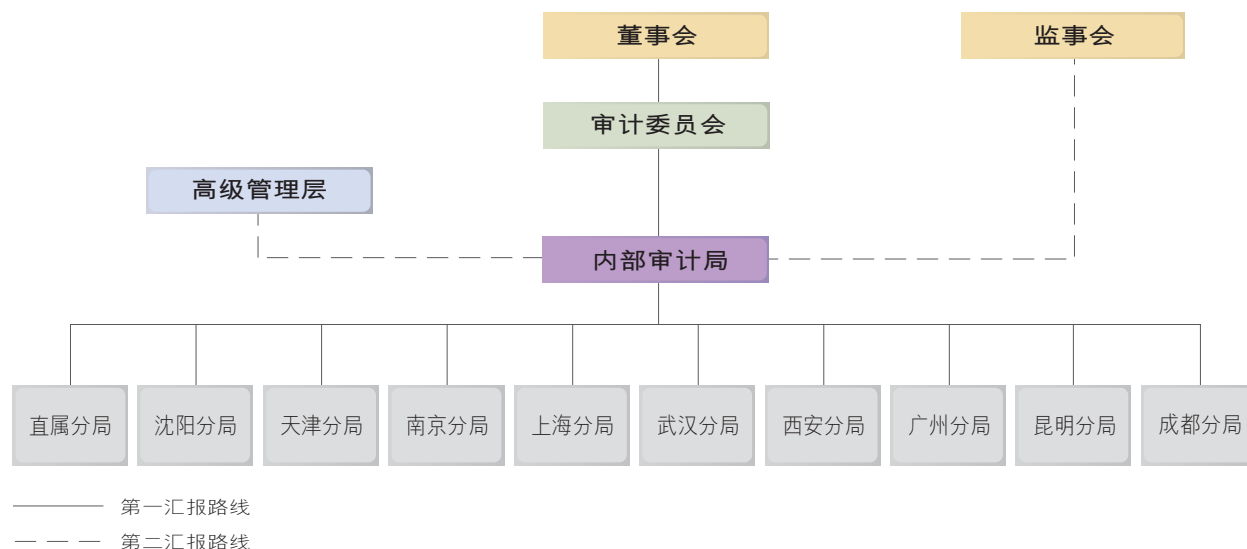 董事会
监事会
审计委员会
高级管理层
内部审计局
直属分局
沈阳分局
天津分局
南京分局
上海分局
武汉分局
西安分局
广州分局
昆明分局
成都分局
第一汇报路线
第二汇报路线